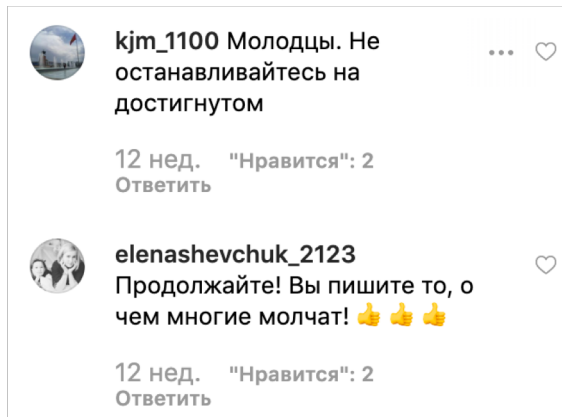 kjm_1100 Молодцы. Не
останавливайтесь на
достигнутом
12 нед. "Нравится": 2
Ответить
elenashevchuk_2123
Продолжайте! Вы пишите то, о
чем многие молчат! 👍 👍 👍
12 нед. "Нравится": 2
Ответить